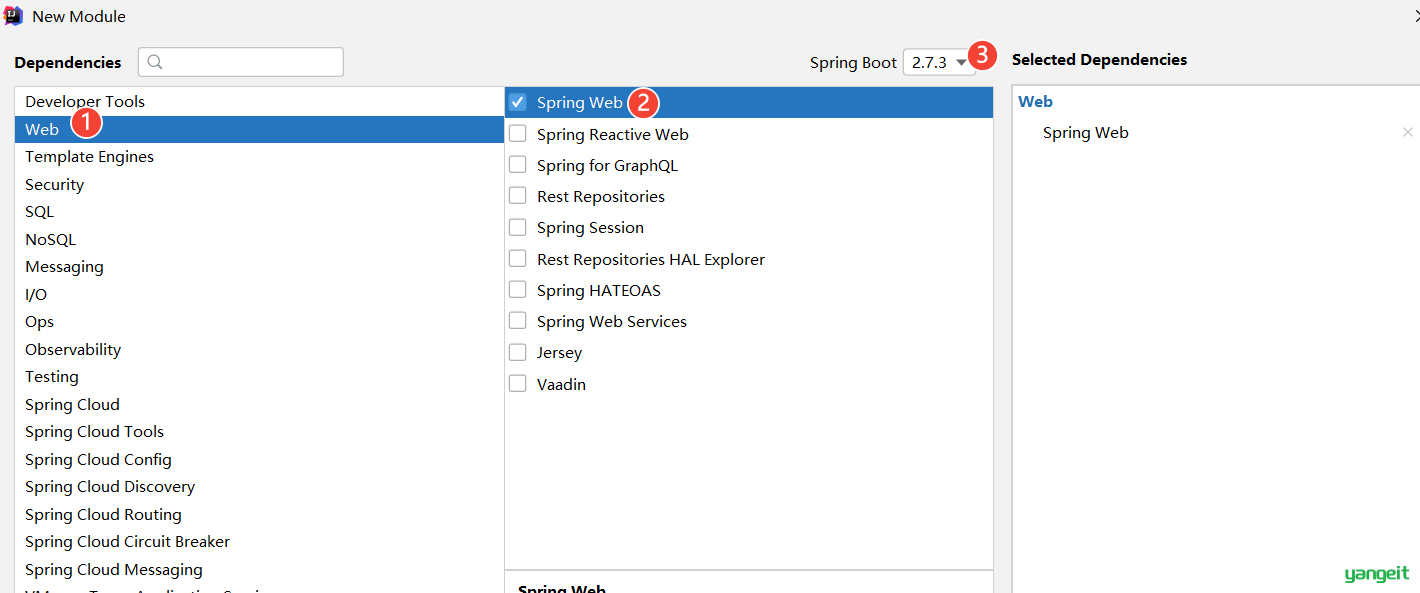 New Module
Dependencies
Spring Boot 2.7.3 3
Selected Dependencies
Developer Tools
Web 1
Template Engines
Security
SQL
NoSQL
Messaging
I/O
Ops
Observability
Testing
Spring Cloud
Spring Cloud Tools
Spring Cloud Config
Spring Cloud Discovery
Spring Cloud Routing
Spring Cloud Circuit Breaker
Spring Cloud Messaging
Spring Web 2
Spring Reactive Web
Spring for GraphQL
Rest Repositories
Spring Session
Rest Repositories HAL Explorer
Spring HATEOAS
Spring Web Services
Jersey
Vaadin
Spring Web
Web
Spring Web
yangeit